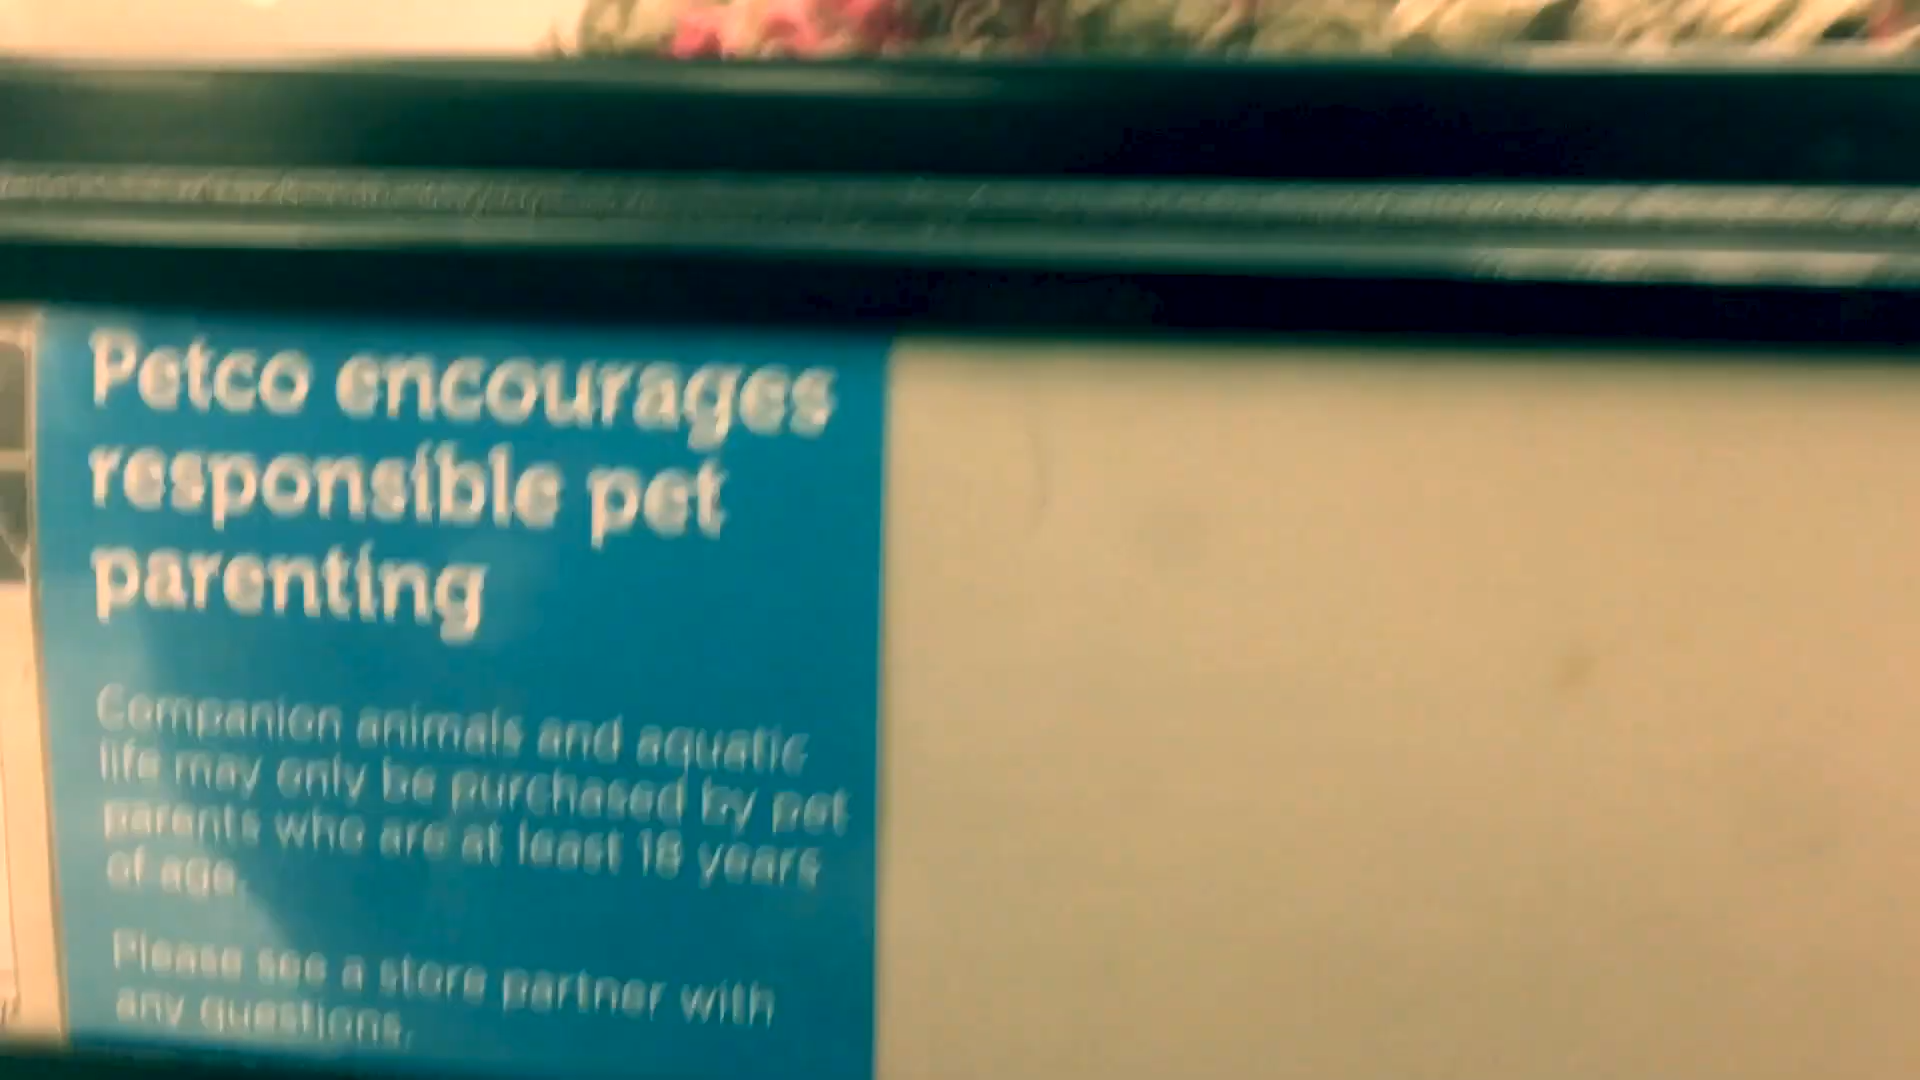 Petco encourages
responsible pet
parenting
Companion animals and aquatic
life may only be purchased by pet
parents who are at least 18 years
of age.
Please see a store partner with
any questions.